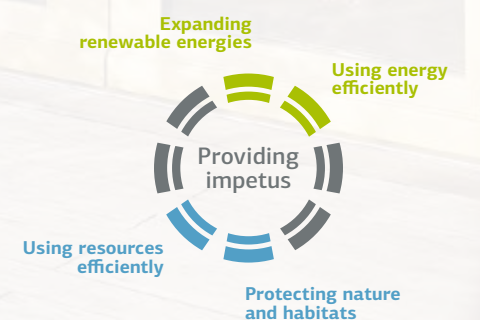 Expanding
renewable energies
Using energy
efficiently
Providing
impetus
Using resources
efficiently
Protecting nature
and habitats